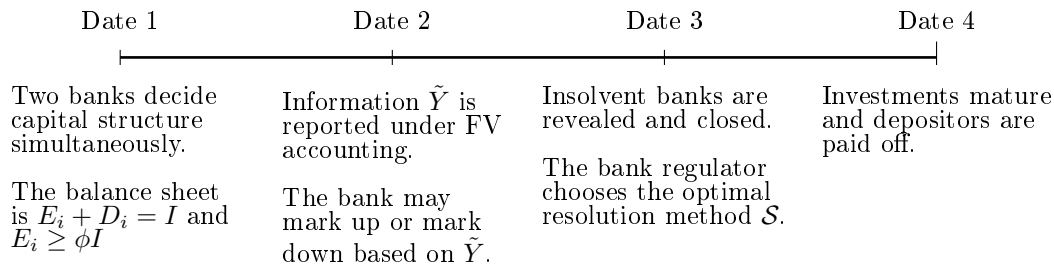 Date 1
Date 2
Date 3
Date 4
Two banks decide
capital structure
simultaneously.
The balance sheet
is $E_i + D_i = I$ and
$E_i \geq \phi I$
Information $\tilde{Y}$ is
reported under FV
accounting.
The bank may
mark up or mark
down based on $\tilde{Y}$.
Insolvent banks are
revealed and closed.
The bank regulator
chooses the optimal
resolution method $\mathcal{S}$.
Investments mature
and depositors are
paid off.